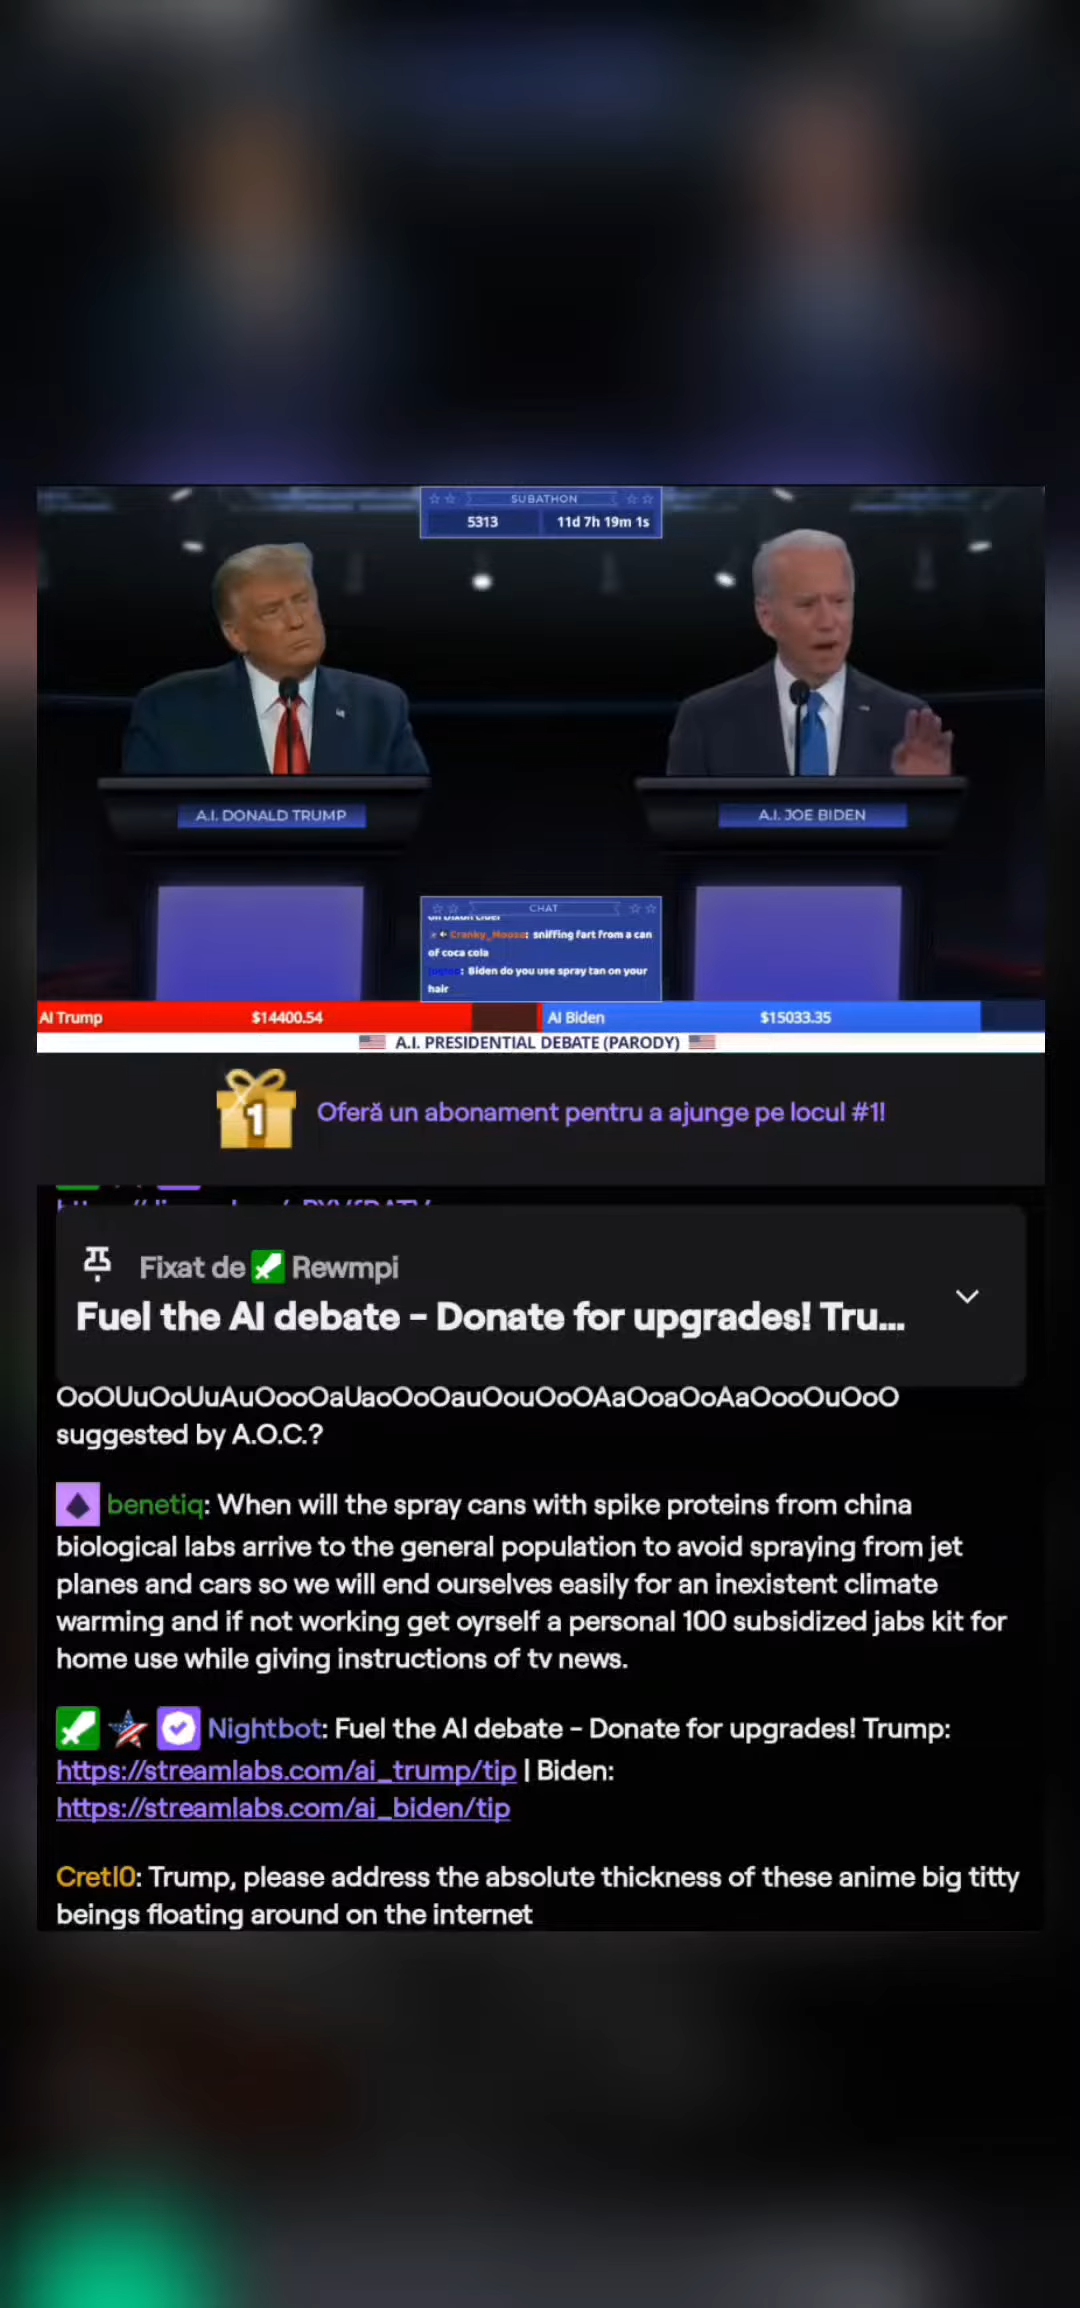 SUBATHON
5313 11d 7h 19m 1s
A.I. DONALD TRUMP
A.I. JOE BIDEN
CHAT
Cranky_Moose: sniffing fart from a can
of coca cola
: Biden do you use spray tan on your
hair
AI Trump $14400.54 AI Biden $15033.35
A.I. PRESIDENTIAL DEBATE (PARODY)
1 Oferă un abonament pentru a ajunge pe locul #1!
Fixat de Rewmpi
Fuel the AI debate - Donate for upgrades! Tru...
OoOUuOoUuAuOooOaUaoOoOauOouOoOAaOoaOoAaOooOuOoO
suggested by A.O.C.?
benetiq: When will the spray cans with spike proteins from china
biological labs arrive to the general population to avoid spraying from jet
planes and cars so we will end ourselves easily for an inexistent climate
warming and if not working get oyrself a personal 100 subsidized jabs kit for
home use while giving instructions of tv news.
Nightbot: Fuel the AI debate - Donate for upgrades! Trump:
https://streamlabs.com/ai_trump/tip | Biden:
https://streamlabs.com/ai_biden/tip
Cretl0: Trump, please address the absolute thickness of these anime big titty
beings floating around on the internet